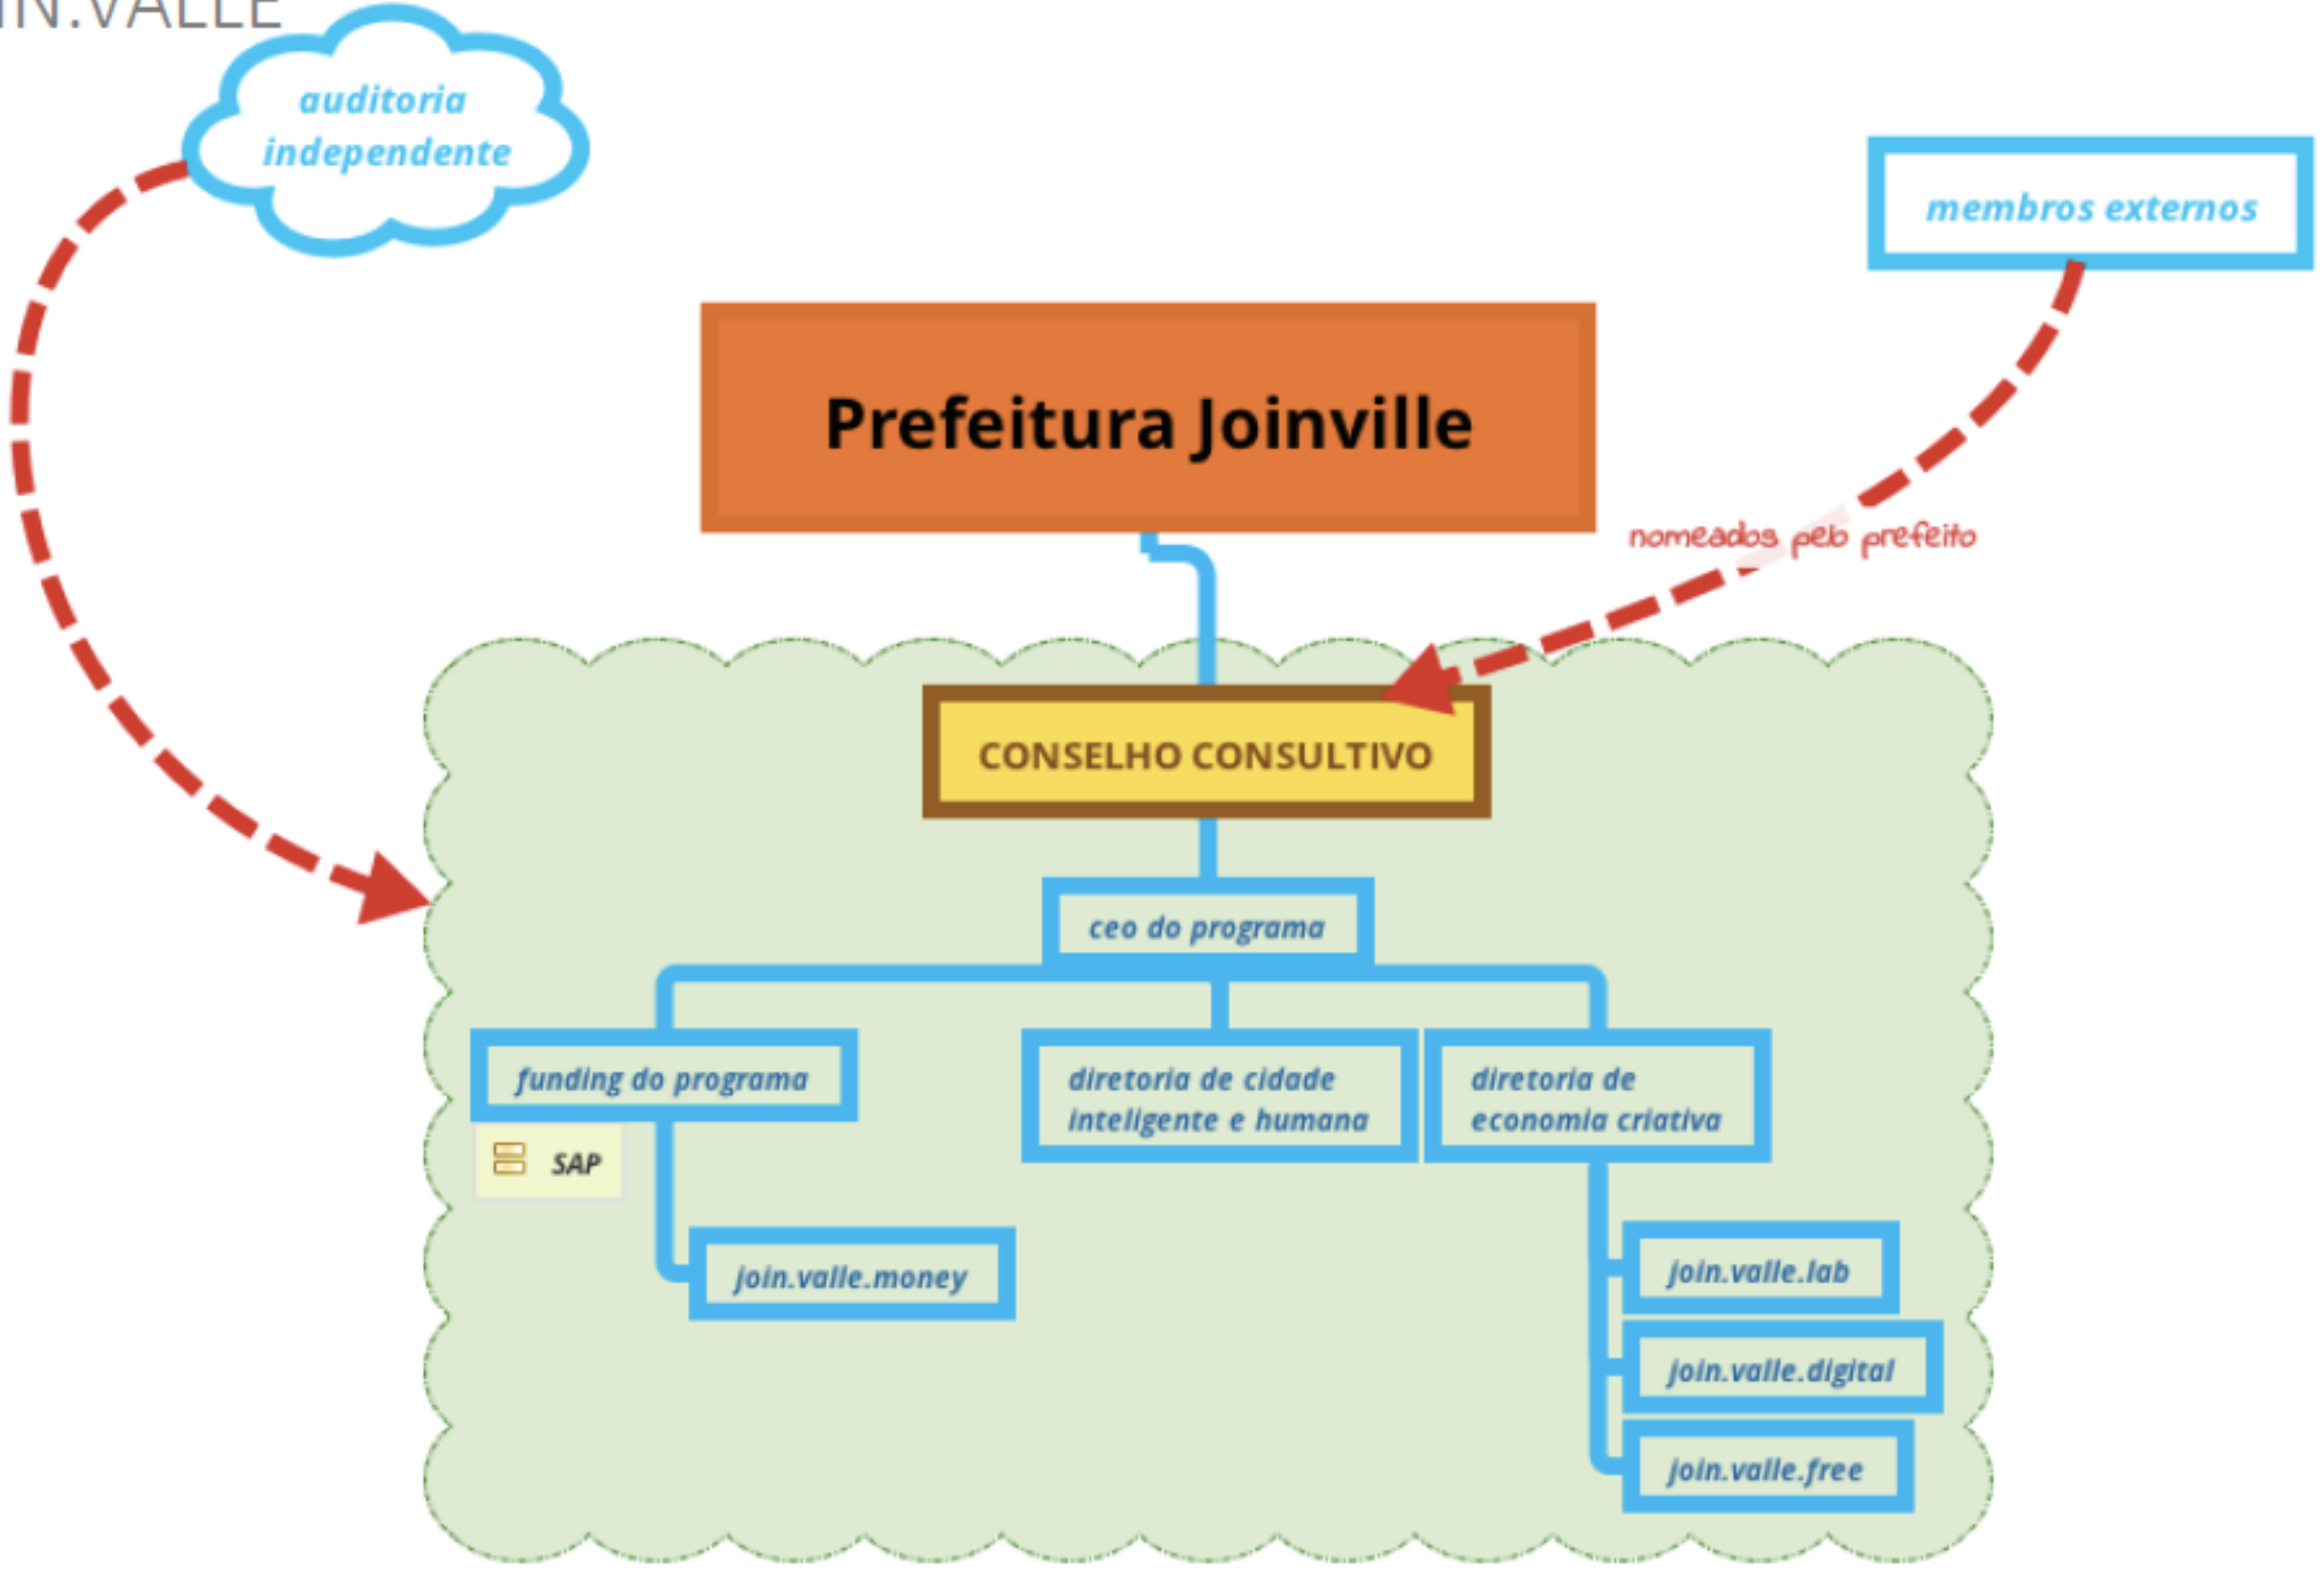 IN.VALLE
auditoria
independente
membros externos
Prefeitura Joinville
nomeados pelo prefeito
CONSELHO CONSULTIVO
ceo do programa
funding do programa
diretoria de cidade
inteligente e humana
diretoria de
economia criativa
SAP
join.valle.money
join.valle.lab
join.valle.digital
join.valle.free